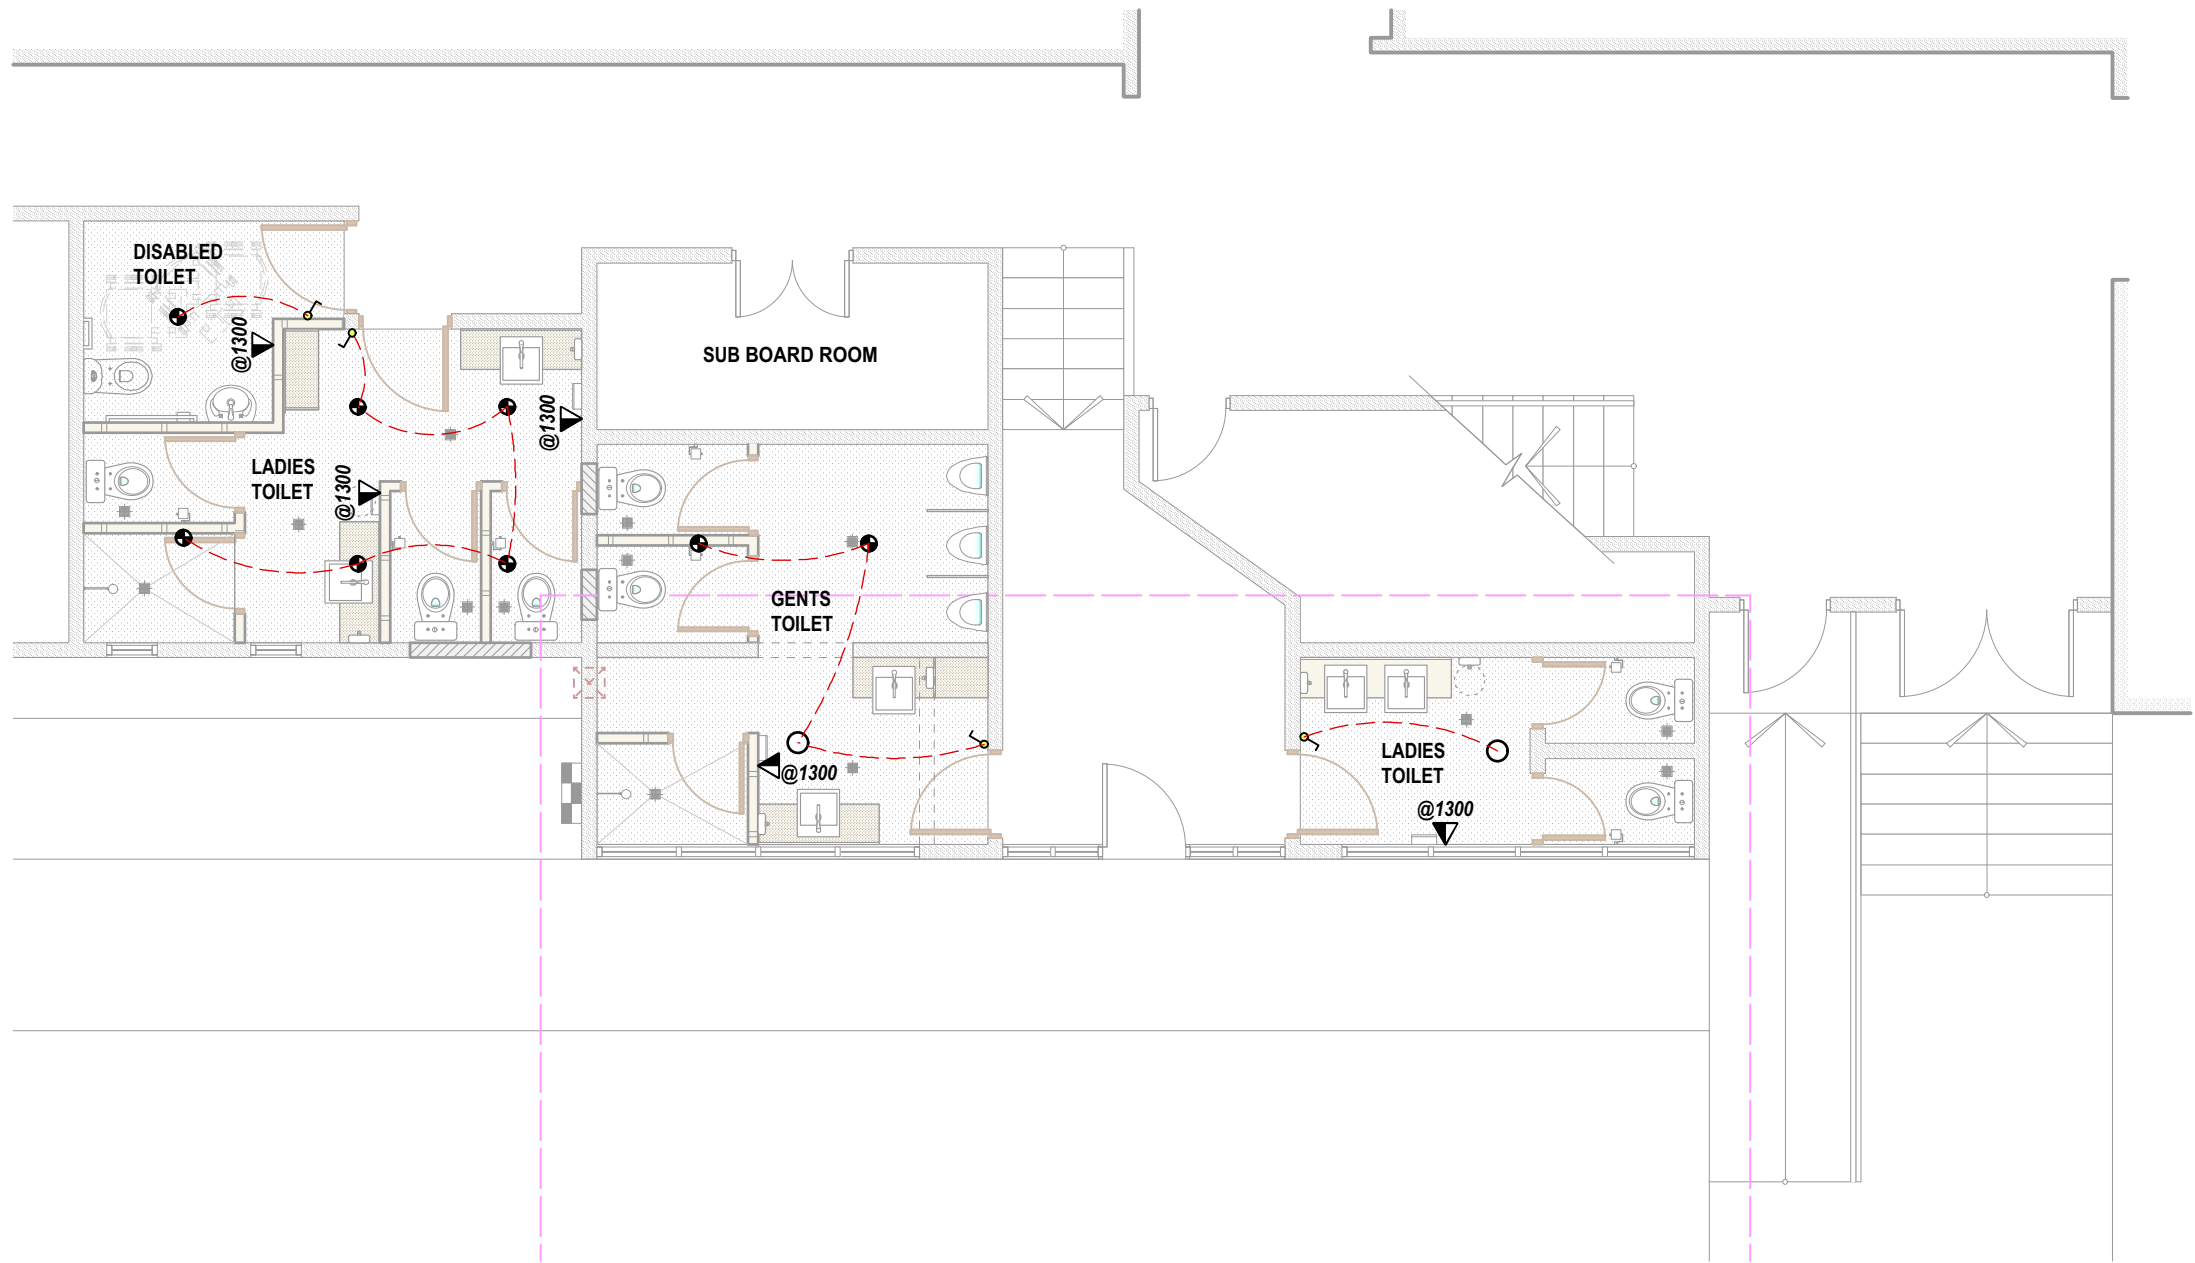 DISABLED
TOILET
@1300
SUB BOARD ROOM
@1300
LADIES
TOILET
@1300
GENTS
TOILET
@1300
LADIES
TOILET
@1300